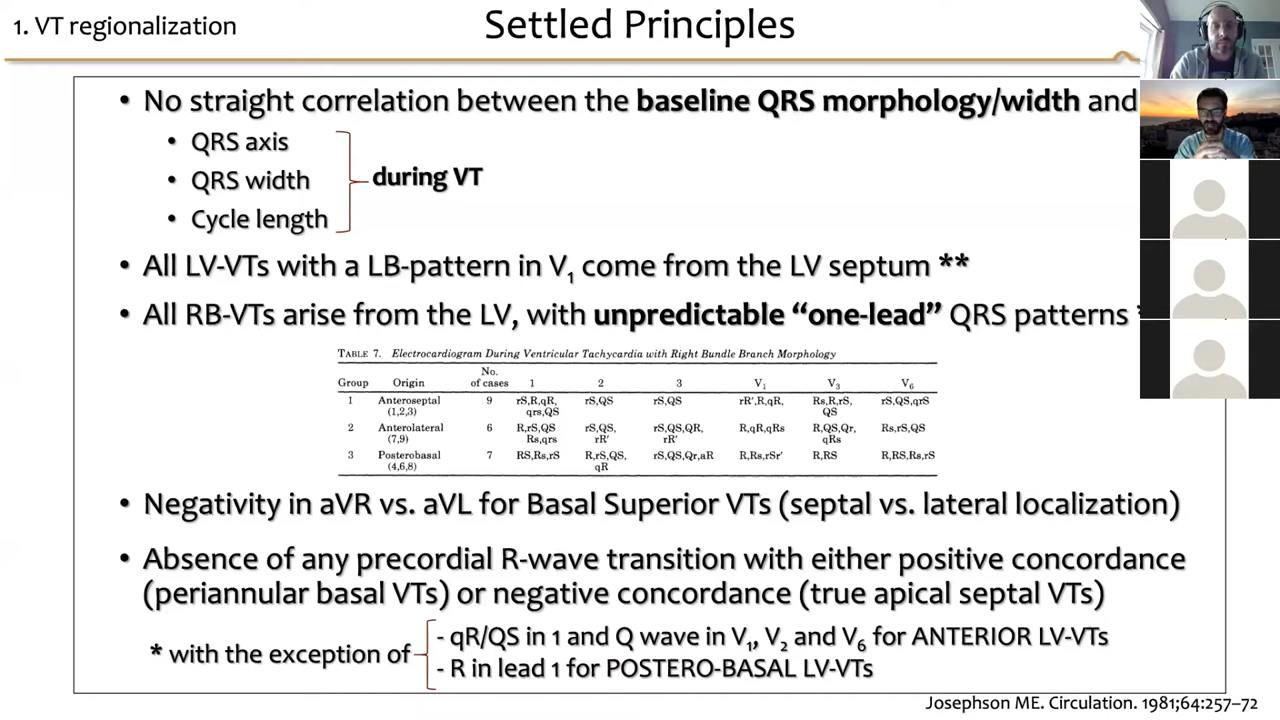 1. VT regionalization
Settled Principles
• No straight correlation between the baseline QRS morphology/width and
• QRS axis
• QRS width
• Cycle length
during VT
• All LV-VTs with a LB-pattern in V1 come from the LV septum **
• All RB-VTs arise from the LV, with unpredictable “one-lead” QRS patterns *
TABLE 7. Electrocardiogram During Ventricular Tachycardia with Right Bundle Branch Morphology
Group Origin No. of cases 1 2 3 V1 V3 V6
1 Anteroseptal (1,2,3) 9 rS,R,qR, qrs,QS rS,QS rS,QS rR′,R,qR, Rs,R,rS, QS rS,QS,qrS
2 Anterolateral (7,9) 6 R,rS,QS Rs,qrs rS,QS, rR′ rS,QS,QR, rR′ R,qR,qRs R,QS,Qr, qRs Rs,rS,QS
3 Posterobasal (4,6,8) 7 RS,Rs,rS R,rS,QS, qR rS,QS,Qr,aR R,Rs,rSr′ R,RS R,RS,Rs,rS
• Negativity in aVR vs. aVL for Basal Superior VTs (septal vs. lateral localization)
• Absence of any precordial R-wave transition with either positive concordance
(periannular basal VTs) or negative concordance (true apical septal VTs)
* with the exception of
- qR/QS in 1 and Q wave in V1, V2 and V6 for ANTERIOR LV-VTs
- R in lead 1 for POSTERO-BASAL LV-VTs
Josephson ME. Circulation. 1981;64:257–72